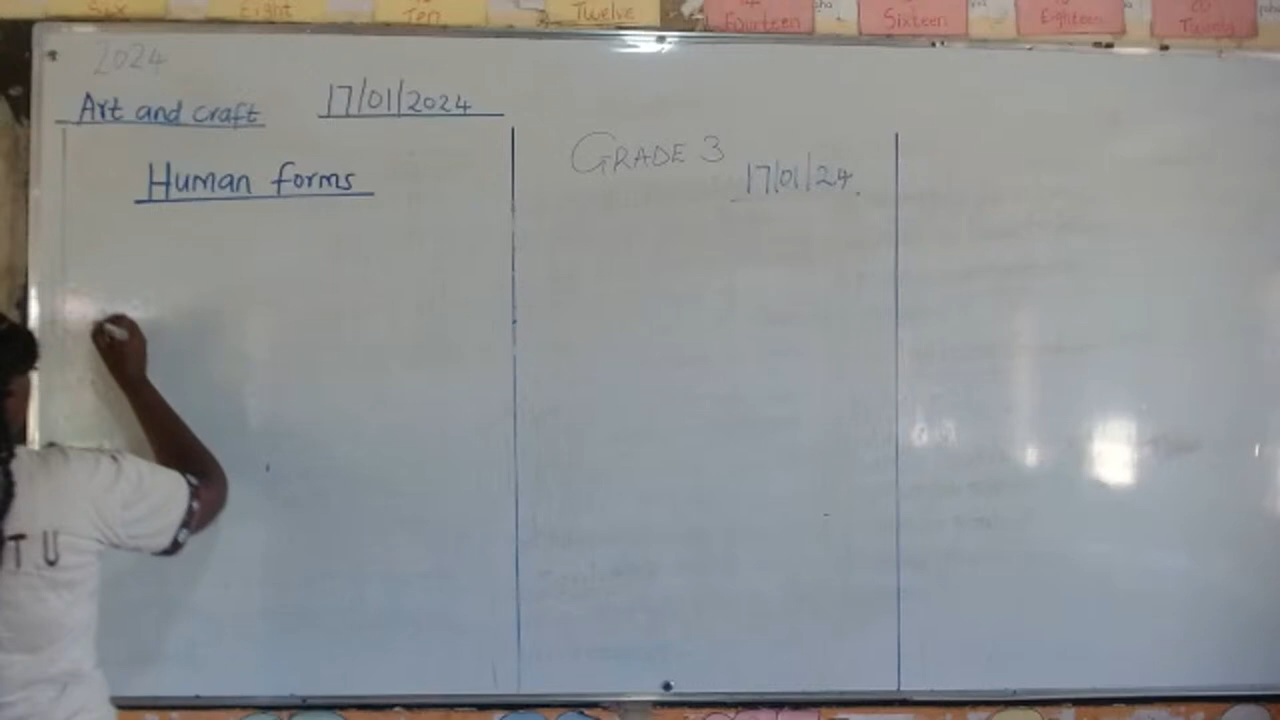 Six Eight Ten Twelve Fourteen Sixteen Eighteen Twenty
2024
Art and craft 17/01/2024
Human forms
GRADE 3
17/01/24.
TU